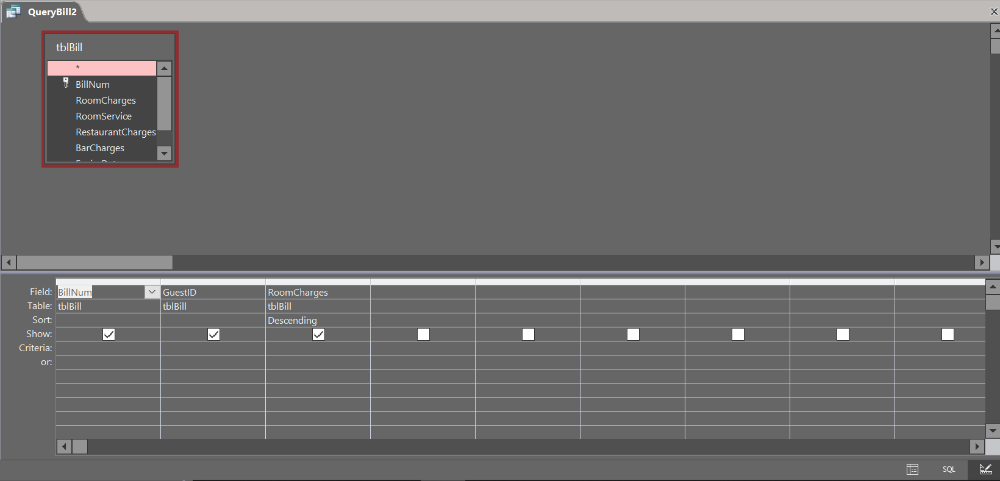 QueryBill2
tblBill
*
BillNum
RoomCharges
RoomService
RestaurantCharges
BarCharges
Field: BillNum GuestID RoomCharges
Table: tblBill tblBill tblBill
Sort: Descending
Show:
Criteria:
or:
SQL